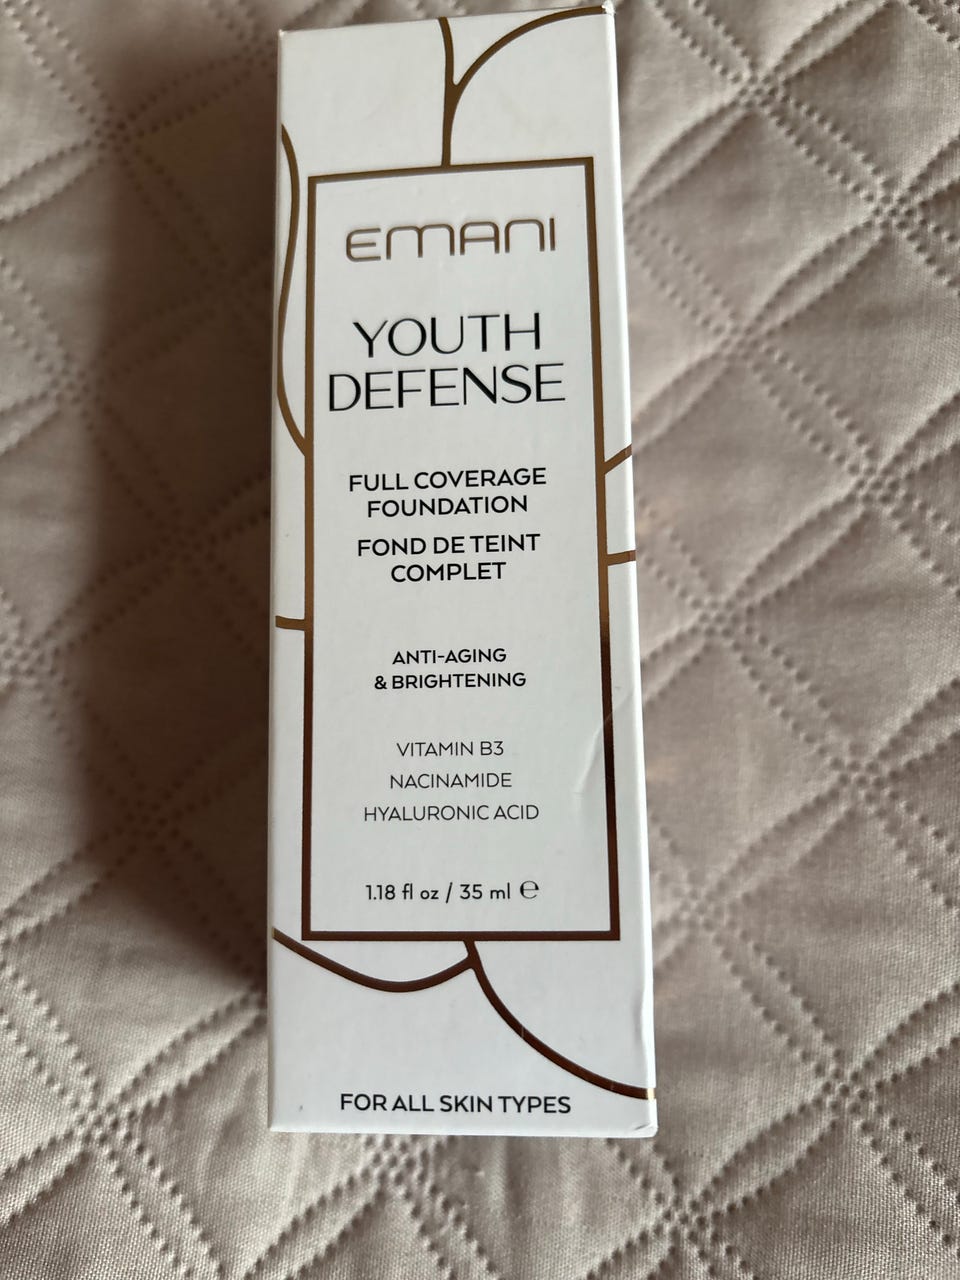 EMANI
YOUTH
DEFENSE
FULL COVERAGE
FOUNDATION
FOND DE TEINT
COMPLET
ANTI-AGING
& BRIGHTENING
VITAMIN B3
NACINAMIDE
HYALURONIC ACID
1.18 fl oz / 35 ml ℮
FOR ALL SKIN TYPES